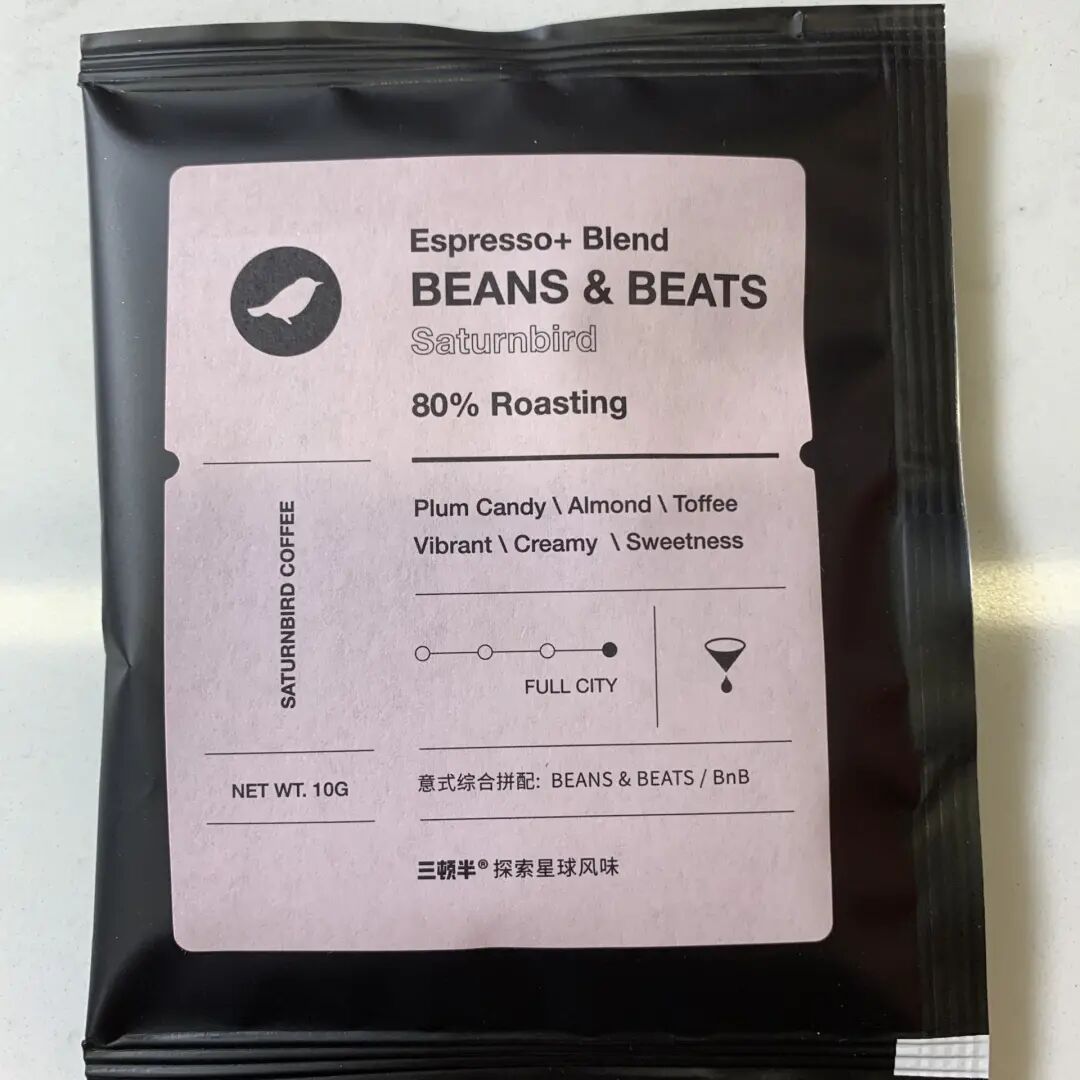 Espresso+ Blend
BEANS & BEATS
Saturnbird
80% Roasting
Plum Candy \ Almond \ Toffee
Vibrant \ Creamy \ Sweetness
SATURNBIRD COFFEE
FULL CITY
NET WT. 10G
意式综合拼配: BEANS & BEATS / BnB
三顿半® 探索星球风味